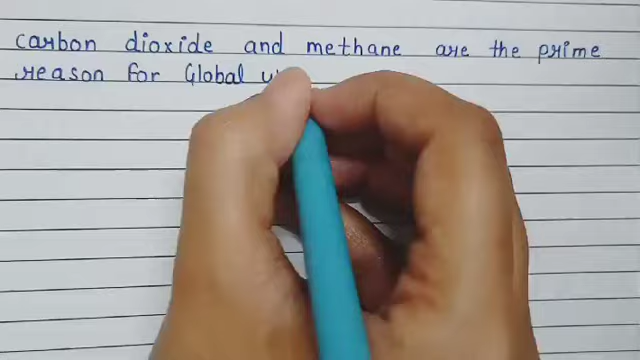 carbon dioxide and methane are the prime
reason for Global